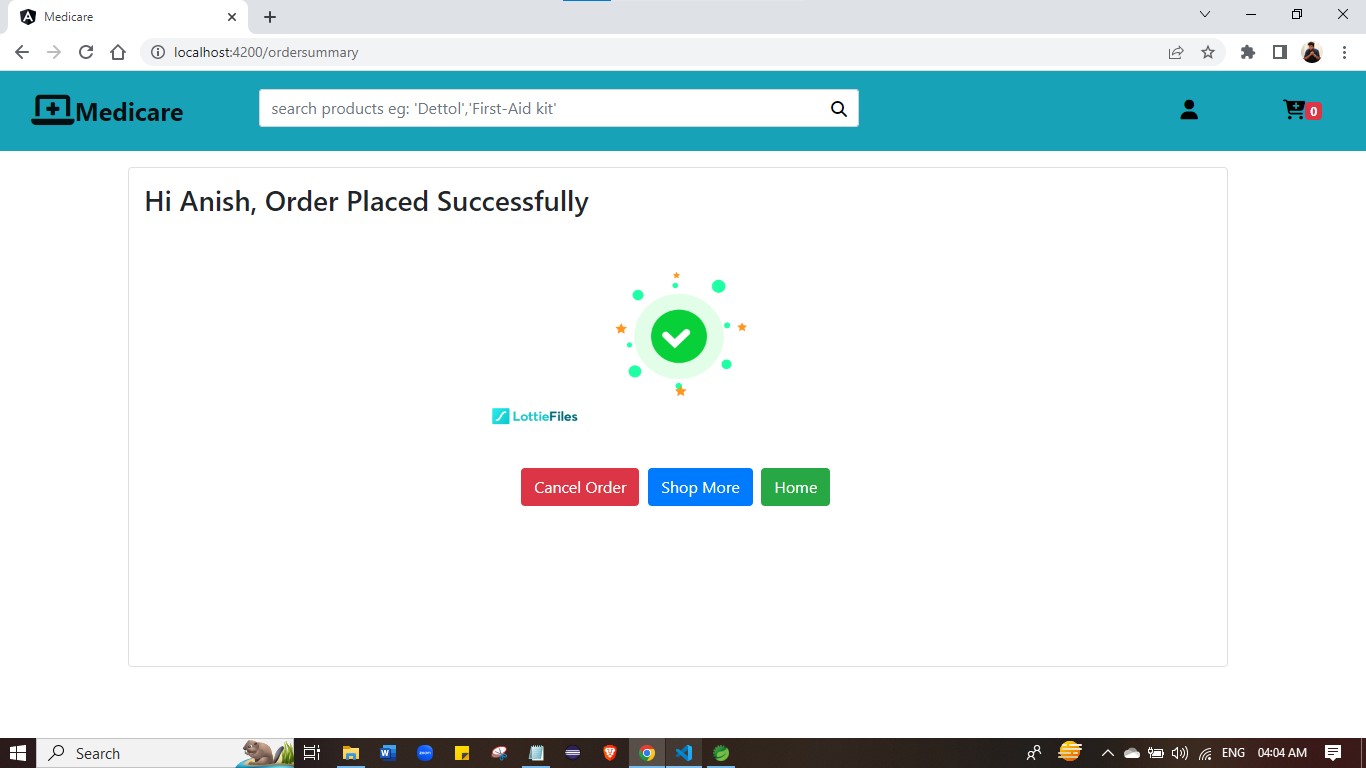 Medicare
localhost:4200/ordersummary
Medicare
search products eg: 'Dettol','First-Aid kit'
0
Hi Anish, Order Placed Successfully
LottieFiles
Cancel Order
Shop More
Home
Search
ENG
04:04 AM